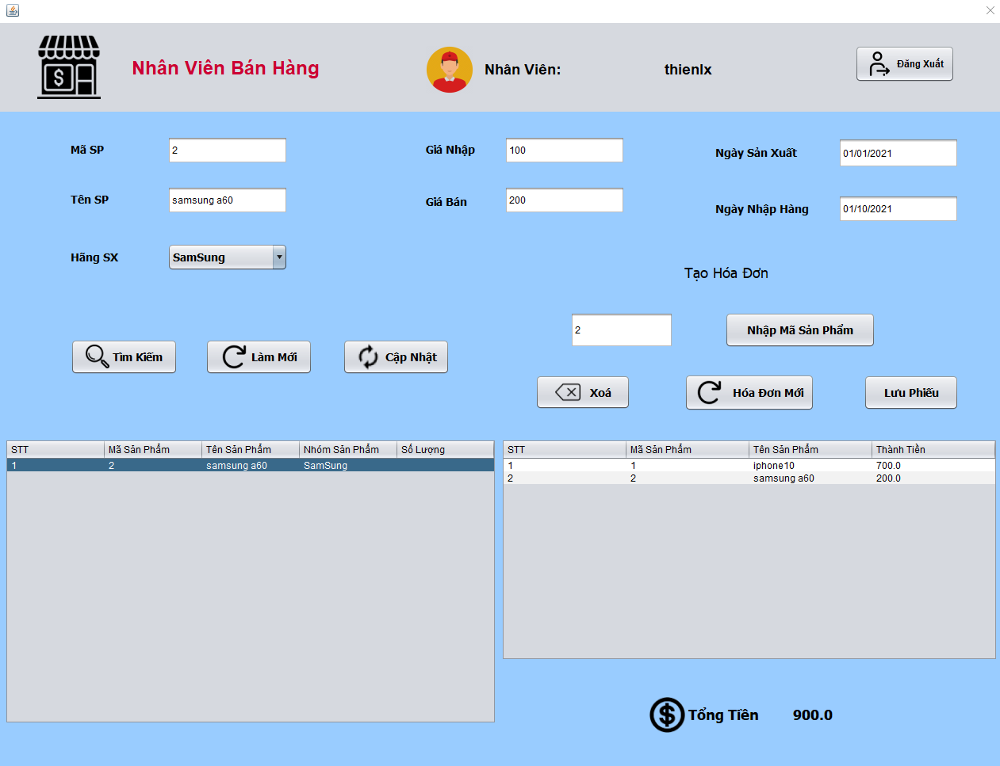 Nhân Viên Bán Hàng
Nhân Viên: thienlx
Đăng Xuất
Mã SP 2
Giá Nhập 100
Ngày Sản Xuất 01/01/2021
Tên SP samsung a60
Giá Bán 200
Ngày Nhập Hàng 01/10/2021
Hãng SX SamSung
Tạo Hóa Đơn
2 Nhập Mã Sản Phẩm
Tìm Kiếm Làm Mới Cập Nhật
Xoá Hóa Đơn Mới Lưu Phiếu
STT Mã Sản Phẩm Tên Sản Phẩm Nhóm Sản Phẩm Số Lượng
1 2 samsung a60 SamSung
STT Mã Sản Phẩm Tên Sản Phẩm Thành Tiền
1 1 iphone10 700.0
2 2 samsung a60 200.0
$ Tổng Tiền 900.0